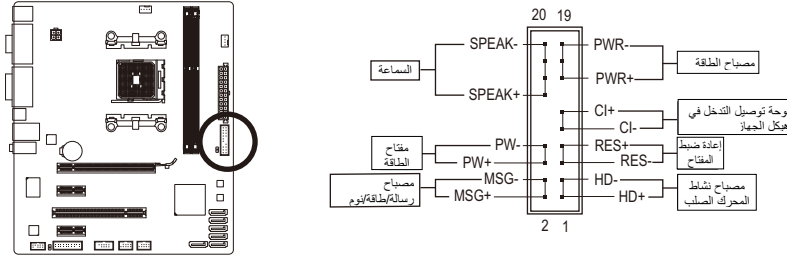 20 19
SPEAK-
PWR-
السماعة
مصباح الطاقة
PWR+
SPEAK+
CI+
لوحة توصيل التدخل في
هيكل الجهاز
CI-
مفتاح
الطاقة
PW-
RES+
إعادة ضبط
المفتاح
PW+
RES-
MSG-
HD-
مصباح
رسالة/طاقة/نوم
مصباح نشاط
المحرك الصلب
MSG+
HD+
2 1